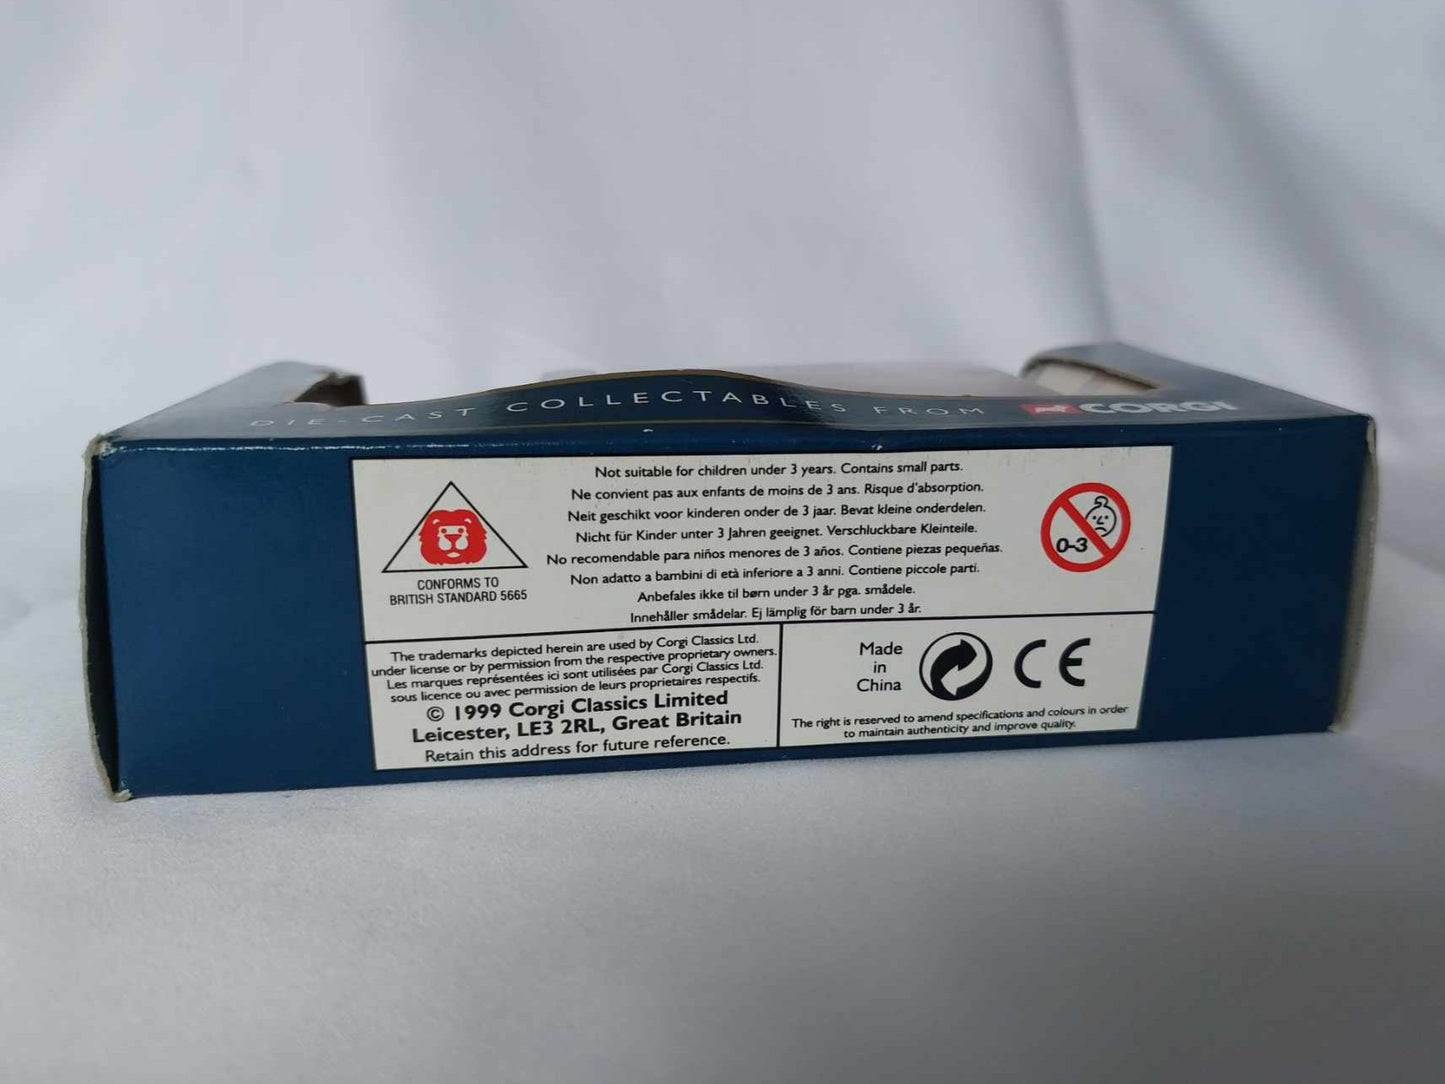 DIE-CAST COLLECTABLES FROM CORGI
Not suitable for children under 3 years. Contains small parts.
Ne convient pas aux enfants de moins de 3 ans. Risque d'absorption.
Neit geschikt voor kinderen onder de 3 jaar. Bevat kleine onderdelen.
Nicht für Kinder unter 3 Jahren geeignet. Verschluckbare Kleinteile.
No recomendable para niños menores de 3 años. Contiene piezas pequeñas.
Non adatto a bambini di età inferiore a 3 anni. Contiene piccole parti.
Anbefales ikke til børn under 3 år pga. smådele.
Innehåller smådelar. Ej lämplig för barn under 3 år.
CONFORMS TO
BRITISH STANDARD 5665
0-3
The trademarks depicted herein are used by Corgi Classics Ltd.
under license or by permission from the respective proprietary owners.
Les marques représentées ici sont utilisées par Corgi Classics Ltd.
sous licence ou avec permission de leurs proprietaires respectifs.
© 1999 Corgi Classics Limited
Leicester, LE3 2RL, Great Britain
Retain this address for future reference.
Made
in
China
CE
The right is reserved to amend specifications and colours in order
to maintain authenticity and improve quality.